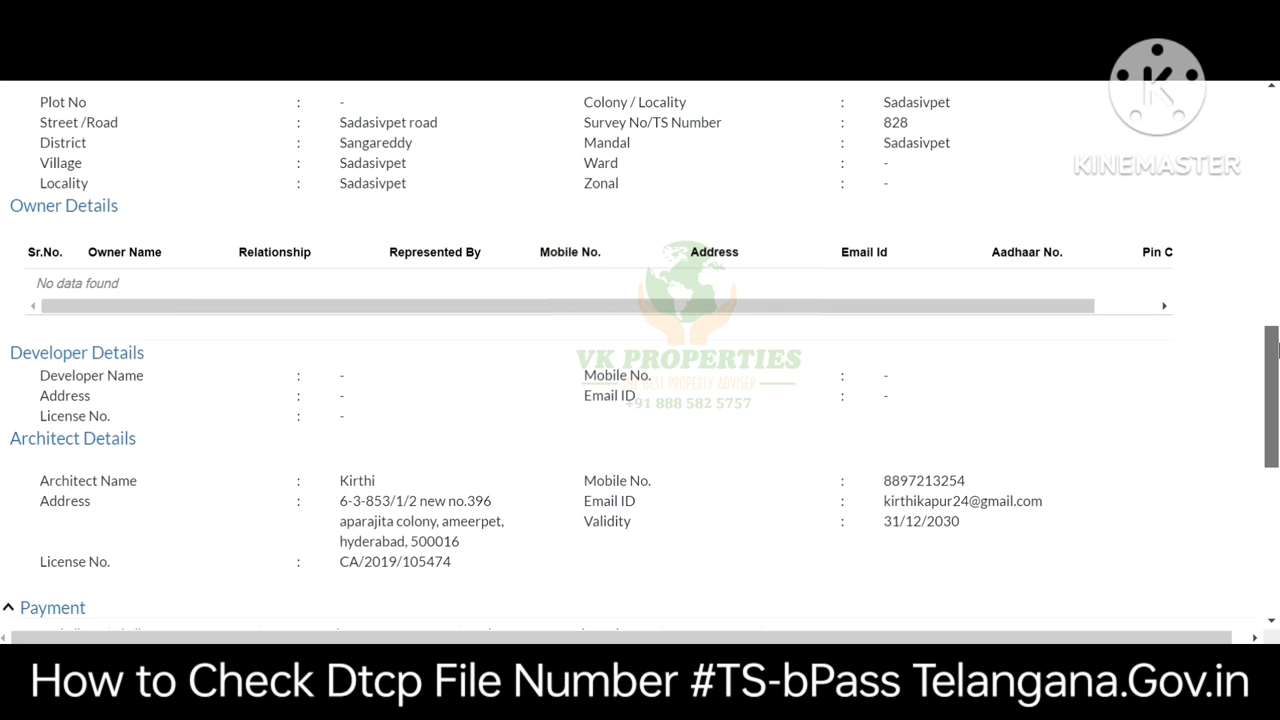 KINEMASTER
Plot No : - Colony / Locality : Sadasivpet
Street /Road : Sadasivpet road Survey No/TS Number : 828
District : Sangareddy Mandal : Sadasivpet
Village : Sadasivpet Ward : -
Locality : Sadasivpet Zonal : -
Owner Details
Sr.No. Owner Name Relationship Represented By Mobile No. Address Email Id Aadhaar No. Pin C
No data found
Developer Details
VK PROPERTIES
Developer Name : - Mobile No. : -
THE BEST PROPERTY ADVISER
Address : - Email ID : -
+91 888 582 5757
License No. : -
Architect Details
Architect Name : Kirthi Mobile No. : 8897213254
Address : 6-3-853/1/2 new no.396 Email ID : kirthikapur24@gmail.com
aparajita colony, ameerpet, Validity : 31/12/2030
hyderabad, 500016
License No. : CA/2019/105474
Payment
How to Check Dtcp File Number #TS-bPass Telangana.Gov.in